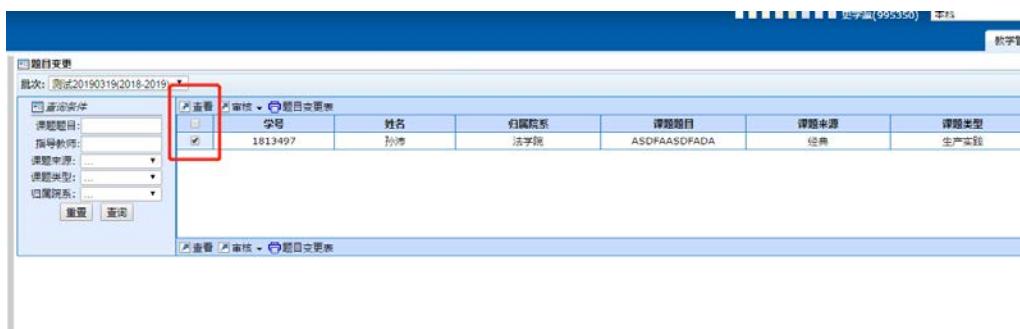 (995350) 本科
教学管
题目变更
批次: 测试20190319(2018-2019)
查询条件
课题题目:
指导教师:
课题来源: ...
课题类型: ...
归属院系: ...
重置 查询
查看 审核 题目变更表
学号 姓名 归属院系 课题题目 课题来源 课题类型
1813497 孙沛 法学院 ASDFAASDFADA 经典 生产实践
查看 审核 题目变更表